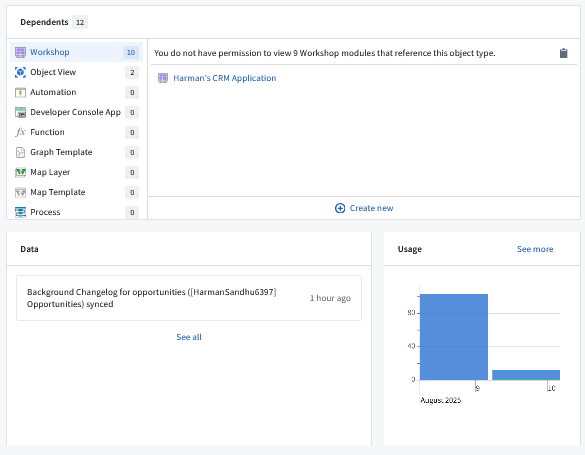 Dependents 12
Workshop 10
Object View 2
Automation 0
Developer Console App 0
Function 0
Graph Template 0
Map Layer 0
Map Template 0
Process 0
You do not have permission to view 9 Workshop modules that reference this object type.
Harman's CRM Application
Create new
Data
Background Changelog for opportunities ([HarmanSandhu6397]
Opportunities) synced
1 hour ago
See all
Usage
See more
80
40
0
9
10
August 2025